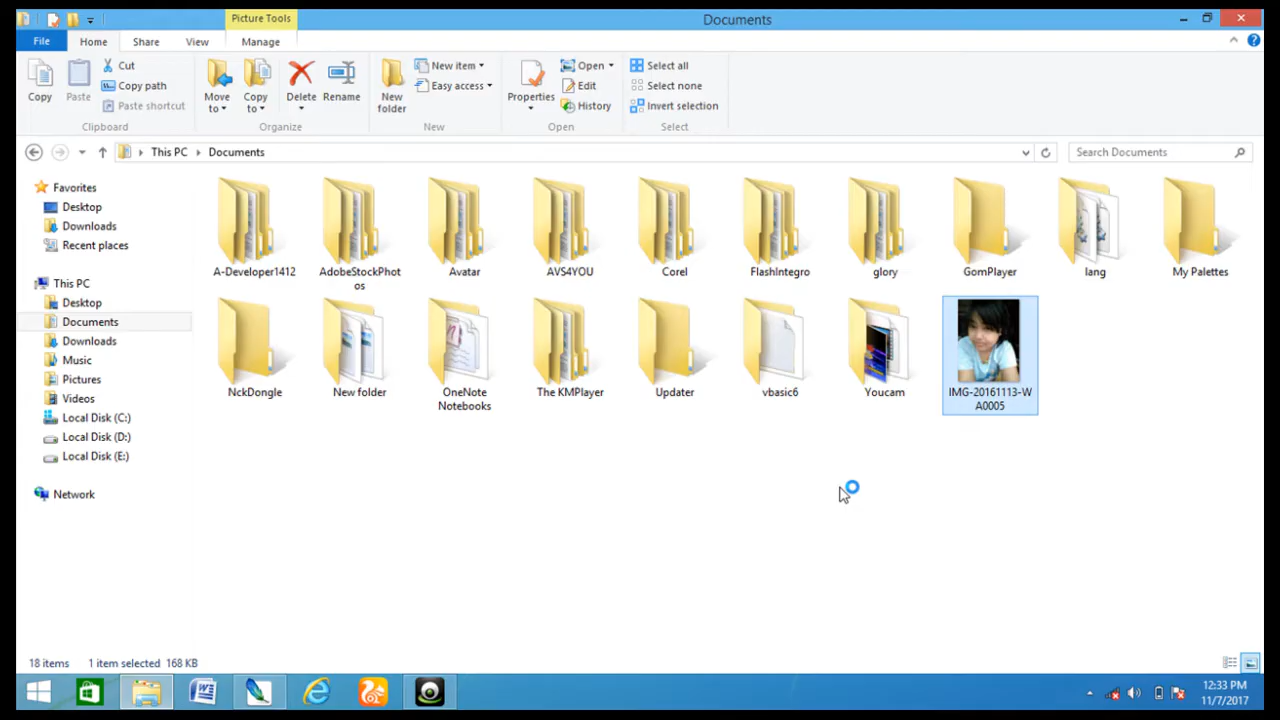 Picture Tools
Documents
File
Home
Share
View
Manage
Copy
Paste
Cut
Copy path
Paste shortcut
Clipboard
Move to
Copy to
Delete
Rename
Organize
New folder
New item
Easy access
New
Properties
Open
Edit
History
Open
Select all
Select none
Invert selection
Select
This PC
Documents
Search Documents
Favorites
Desktop
Downloads
Recent places
This PC
Desktop
Documents
Downloads
Music
Pictures
Videos
Local Disk (C:)
Local Disk (D:)
Local Disk (E:)
Network
A-Developer1412
AdobeStockPhot
os
Avatar
AVS4YOU
Corel
FlashIntegro
glory
GomPlayer
lang
My Palettes
NckDongle
New folder
OneNote
Notebooks
The KMPlayer
Updater
vbasic6
Youcam
IMG-20161113-W
A0005
18 items
1 item selected 168 KB
12:33 PM
11/7/2017